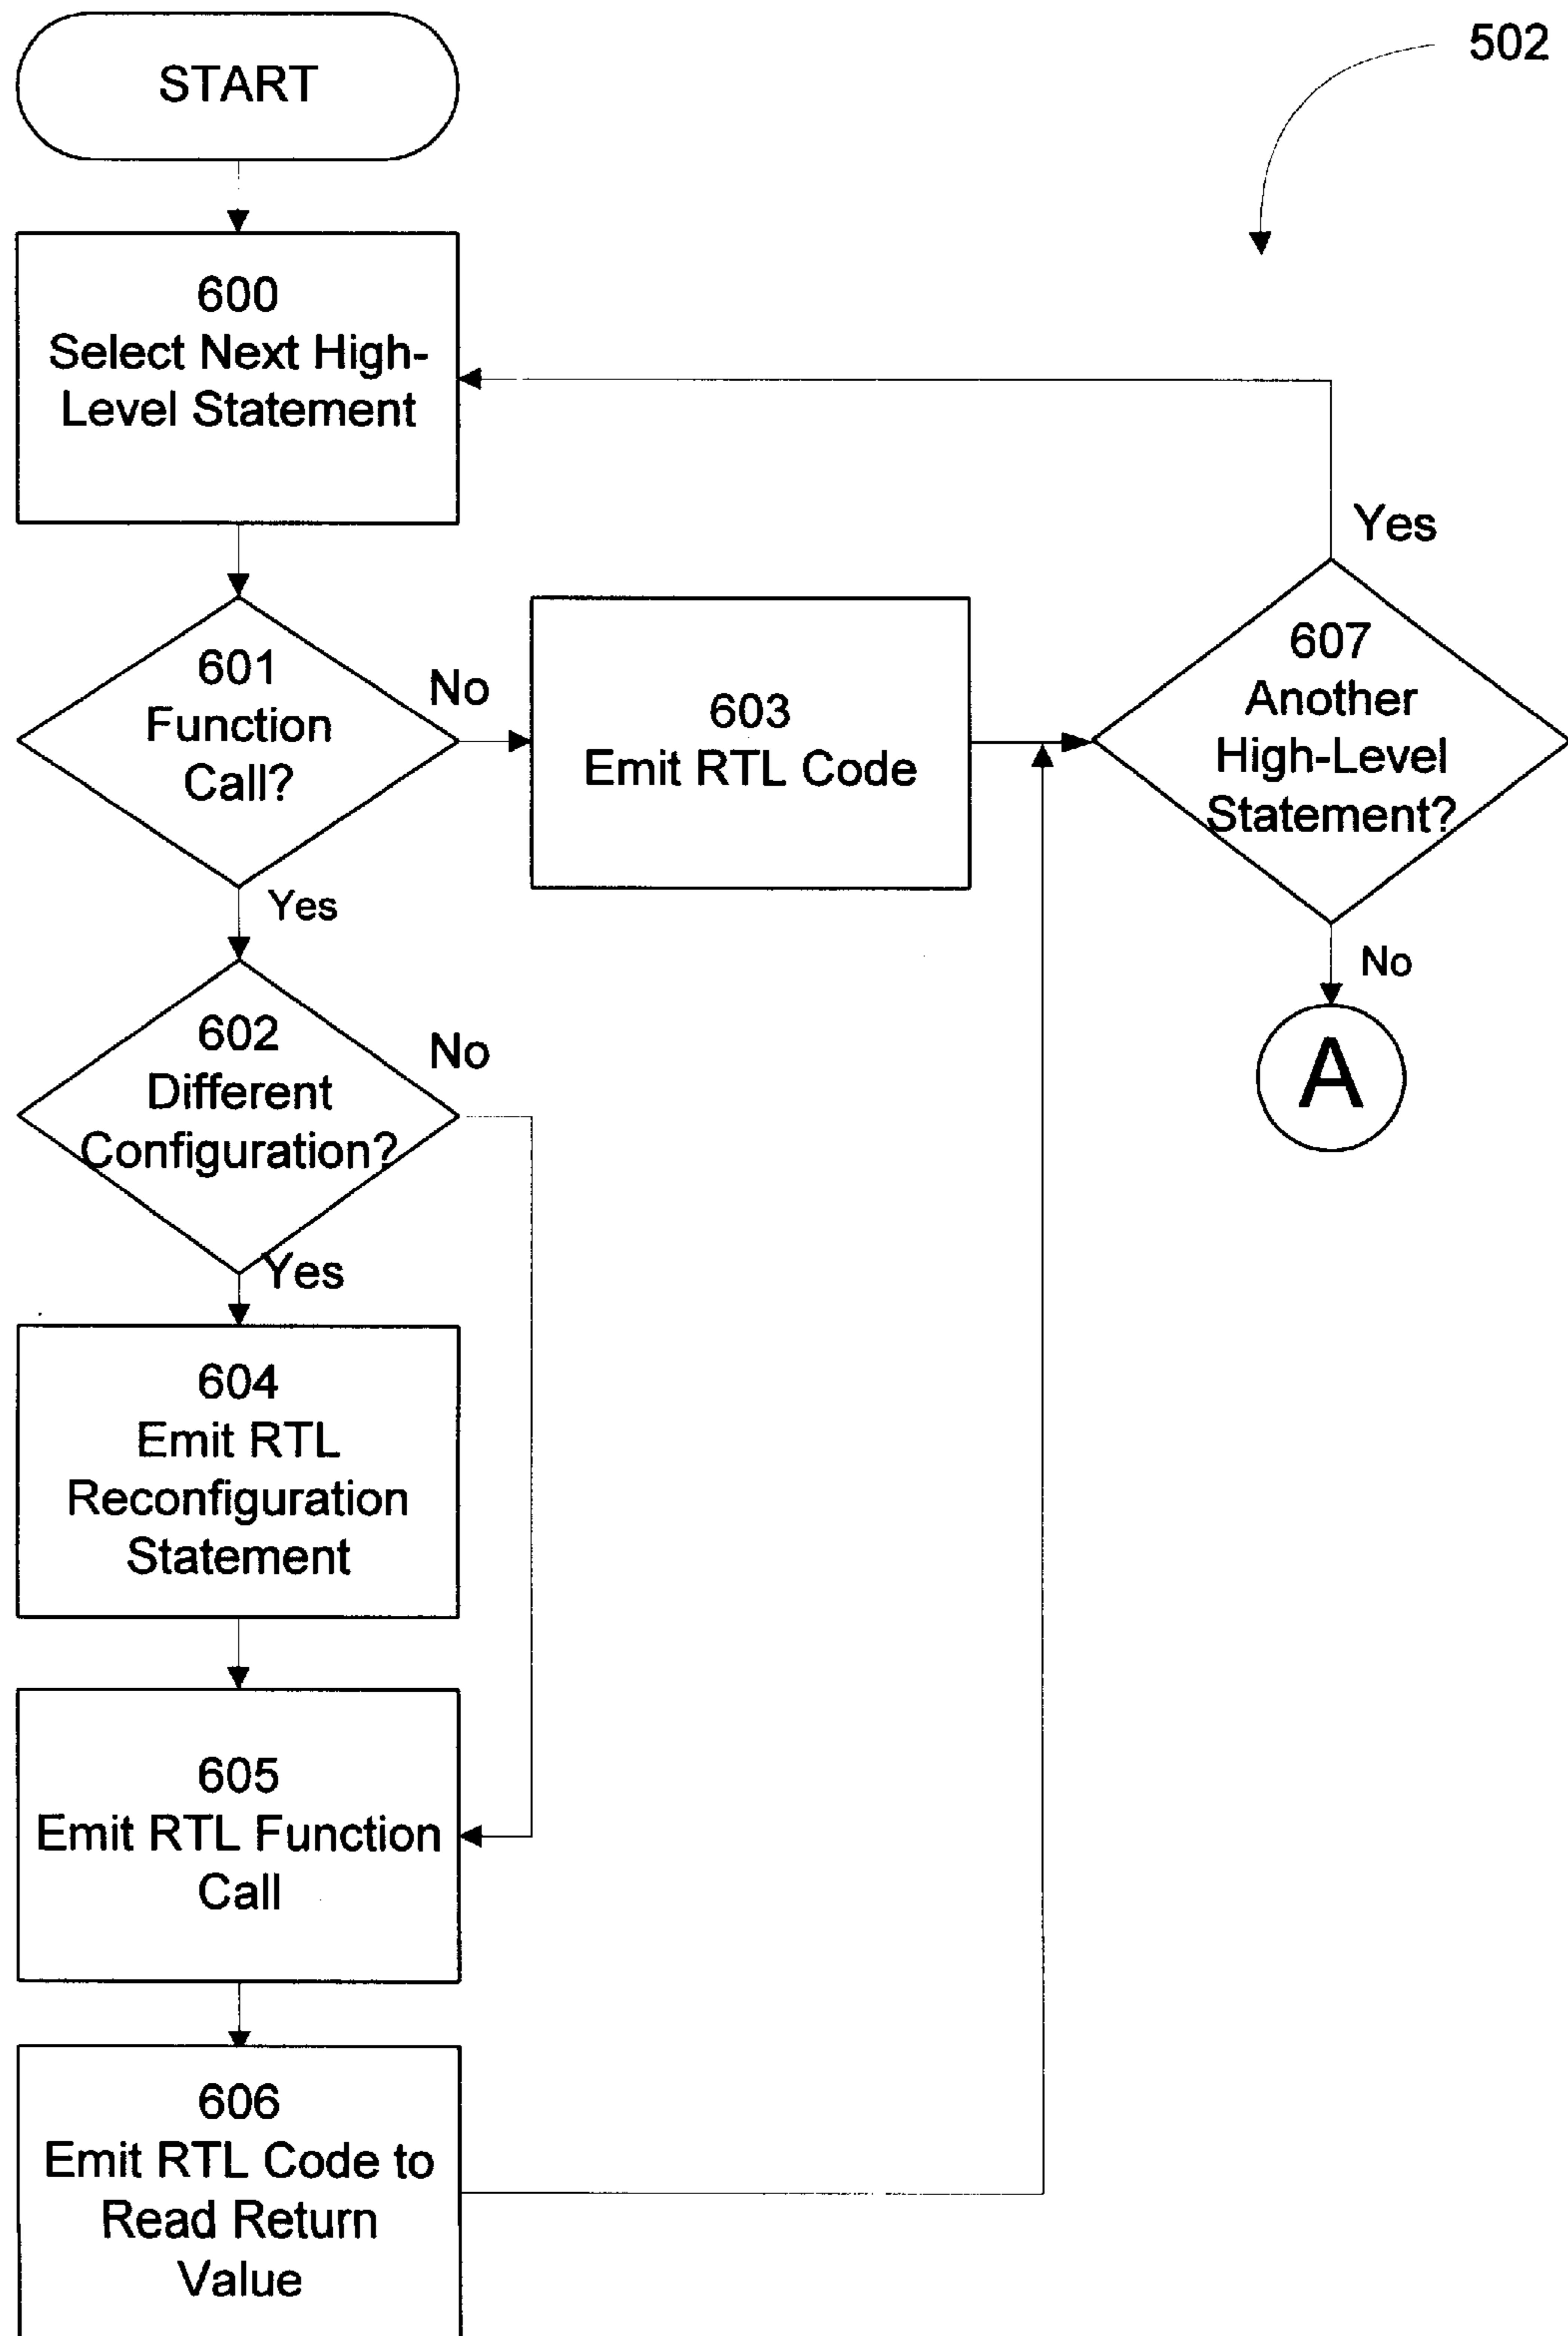 START
502
600
Select Next High-
Level Statement
Yes
601
Function
Call?
No
603
Emit RTL Code
607
Another
High-Level
Statement?
Yes
No
602
Different
Configuration?
No
A
Yes
604
Emit RTL
Reconfiguration
Statement
605
Emit RTL Function
Call
606
Emit RTL Code to
Read Return
Value